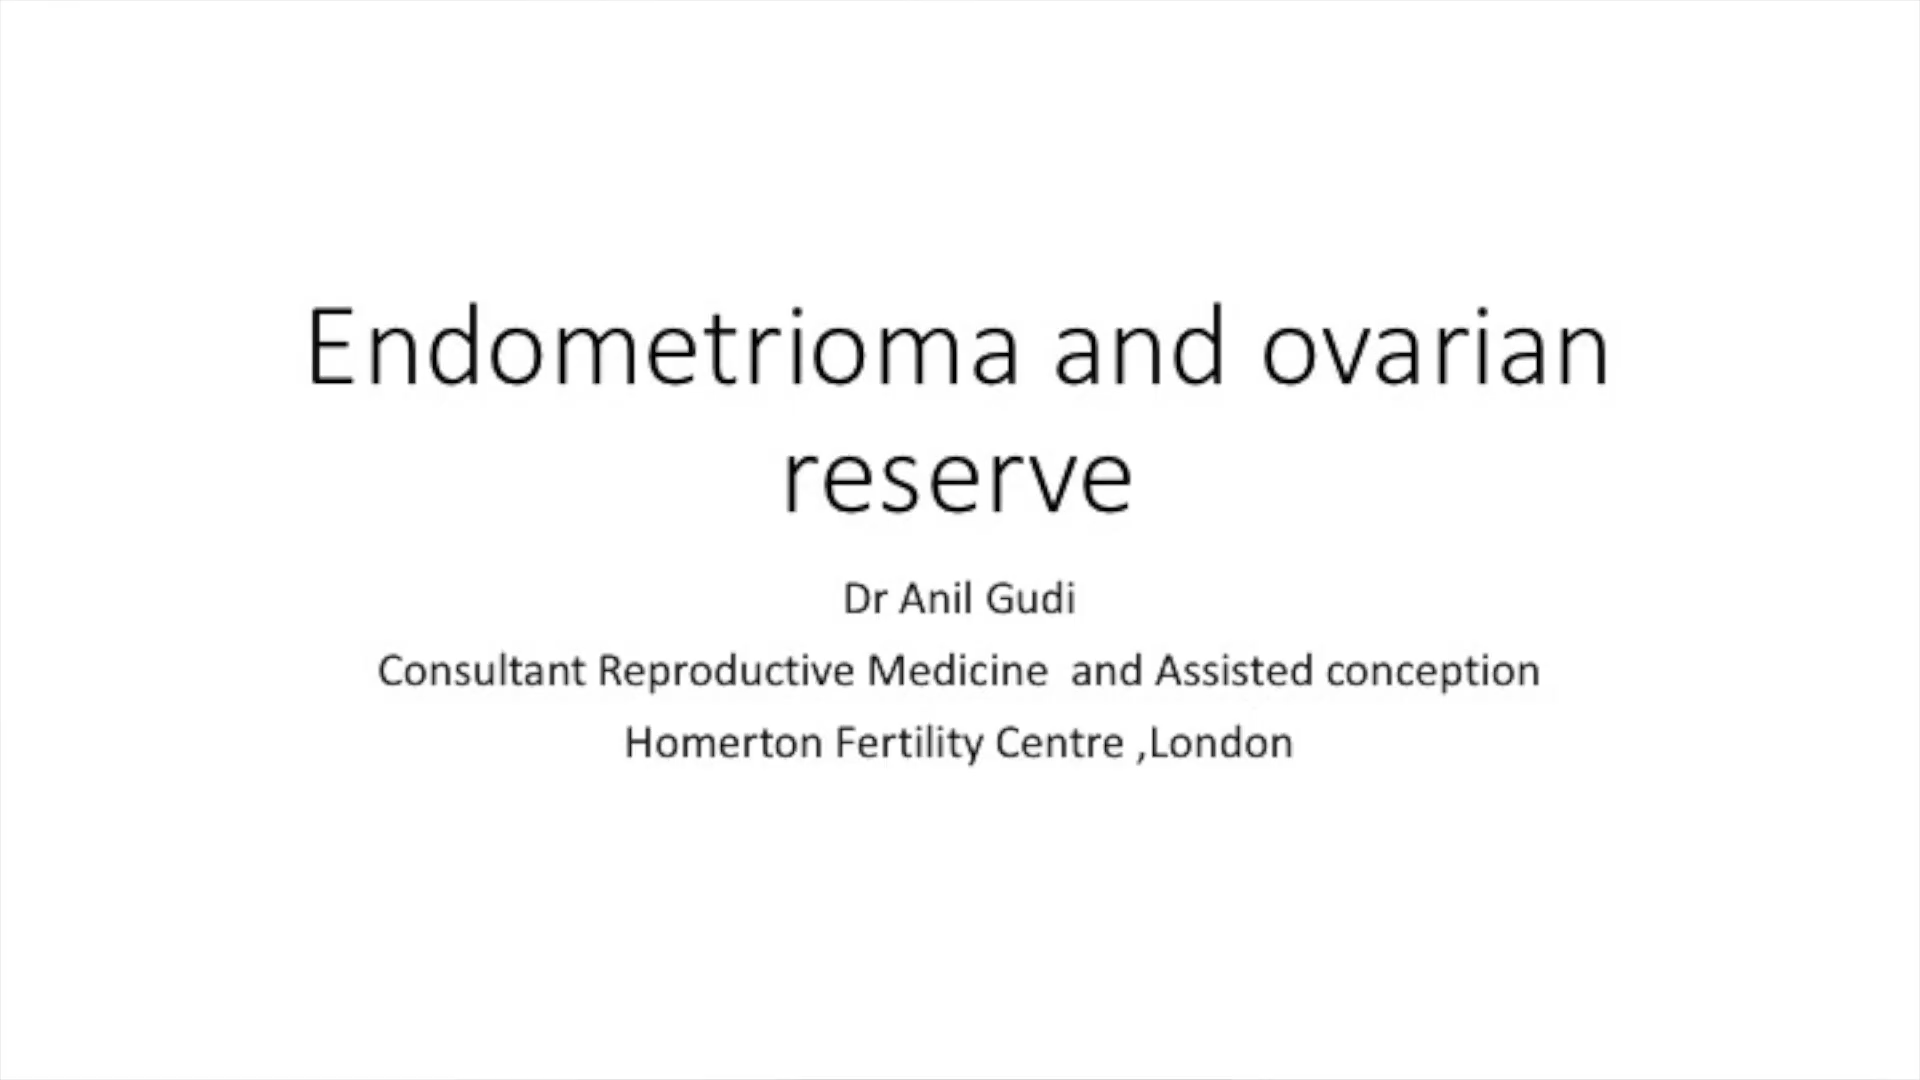 Endometrioma and ovarian
reserve
Dr Anil Gudi
Consultant Reproductive Medicine  and Assisted conception
Homerton Fertility Centre ,London